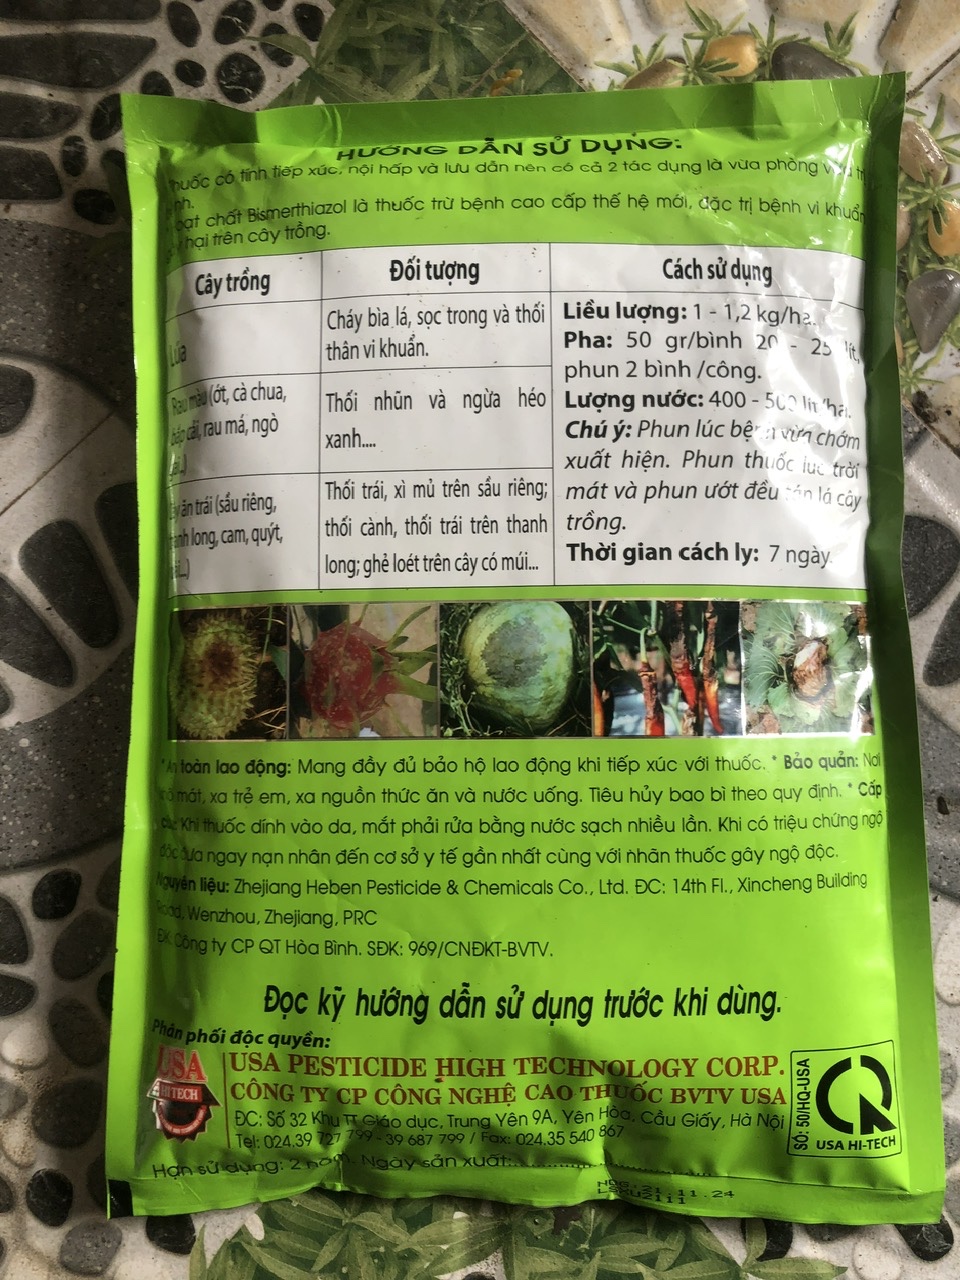 HƯỚNG DẪN SỬ DỤNG:
huốc có tính tiếp xúc, nội hấp và lưu dẫn nên có cả 2 tác dụng là vừa phòng
chất Bismerthiazol là thuốc trừ bệnh cao cấp thế hệ mới, đặc trị bệnh vi khuẩn
hại trên cây trồng.
Cây trồng
Đối tượng
Cách sử dụng
Lúa
Cháy bìa lá, sọc trong và thối
thân vi khuẩn.
Rau màu (ớt, cà chua,
bắp cải, rau má, ngò
Thối nhũn và ngừa héo
xanh....
ăn trái (sầu riêng,
thanh long, cam, quýt,
Thối trái, xì mủ trên sầu riêng;
thối cành, thối trái trên thanh
long; ghẻ loét trên cây có múi...
Liều lượng: 1 - 1,2 kg/ha.
Pha: 50 gr/bình 20 - 25 lít,
phun 2 bình /công.
Lượng nước: 400 - 500 lít/ha.
Chú ý: Phun lúc bệnh vừa chớm
xuất hiện. Phun thuốc lúc trời
mát và phun ướt đều tán lá cây
trồng.
Thời gian cách ly: 7 ngày.
* An toàn lao động: Mang đầy đủ bảo hộ lao động khi tiếp xúc với thuốc. * Bảo quản: Nơi
mát, xa trẻ em, xa nguồn thức ăn và nước uống. Tiêu hủy bao bì theo quy định. * Cấp
cứu: Khi thuốc dính vào da, mắt phải rửa bằng nước sạch nhiều lần. Khi có triệu chứng ngộ
độc đưa ngay nạn nhân đến cơ sở y tế gần nhất cùng với nhãn thuốc gây ngộ độc.
Nguyên liệu: Zhejiang Heben Pesticide & Chemicals Co., Ltd. ĐC: 14th Fl., Xincheng Building
Road, Wenzhou, Zhejiang, PRC
ĐK: Công ty CP QT Hòa Bình. SĐK: 969/CNĐKT-BVTV.
Đọc kỹ hướng dẫn sử dụng trước khi dùng.
Phân phối độc quyền:
USA
HI TECH
USA PESTICIDE HIGH TECHNOLOGY CORP.
CÔNG TY CP CÔNG NGHỆ CAO THUỐC BVTV USA
ĐC: Số 32 Khu TT Giáo dục, Trung Yên 9A, Yên Hòa, Cầu Giấy, Hà Nội
Tel: 024.39 727 799 - 39 687 799 / Fax: 024.35 540 867
SỐ: 50/HQ-USA
USA HI-TECH
Hạn sử dụng: 2 năm. Ngày sản xuất:
21.11.24